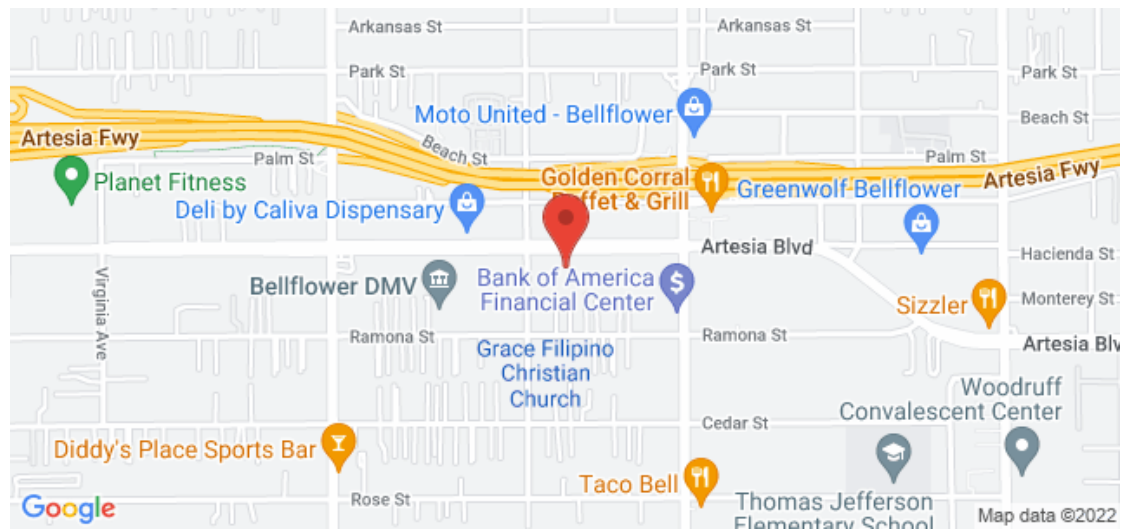 Arkansas St
Arkansas St
Park St
Park St
Park St
Moto United - Bellflower
Beach St
Artesia Fwy
Beach St
Palm St
Palm St
Artesia Fwy
Planet Fitness
Golden Corral
Buffet & Grill
Greenwolf Bellflower
Deli by Caliva Dispensary
Artesia Blvd
Hacienda St
Bellflower DMV
Bank of America
Financial Center
Virginia Ave
Sizzler
Monterey St
Ramona St
Ramona St
Artesia Blv
Grace Filipino
Christian
Church
Woodruff
Convalescent Center
Cedar St
Diddy's Place Sports Bar
Taco Bell
Rose St
Thomas Jefferson
Elementary School
Google
Map data ©2022